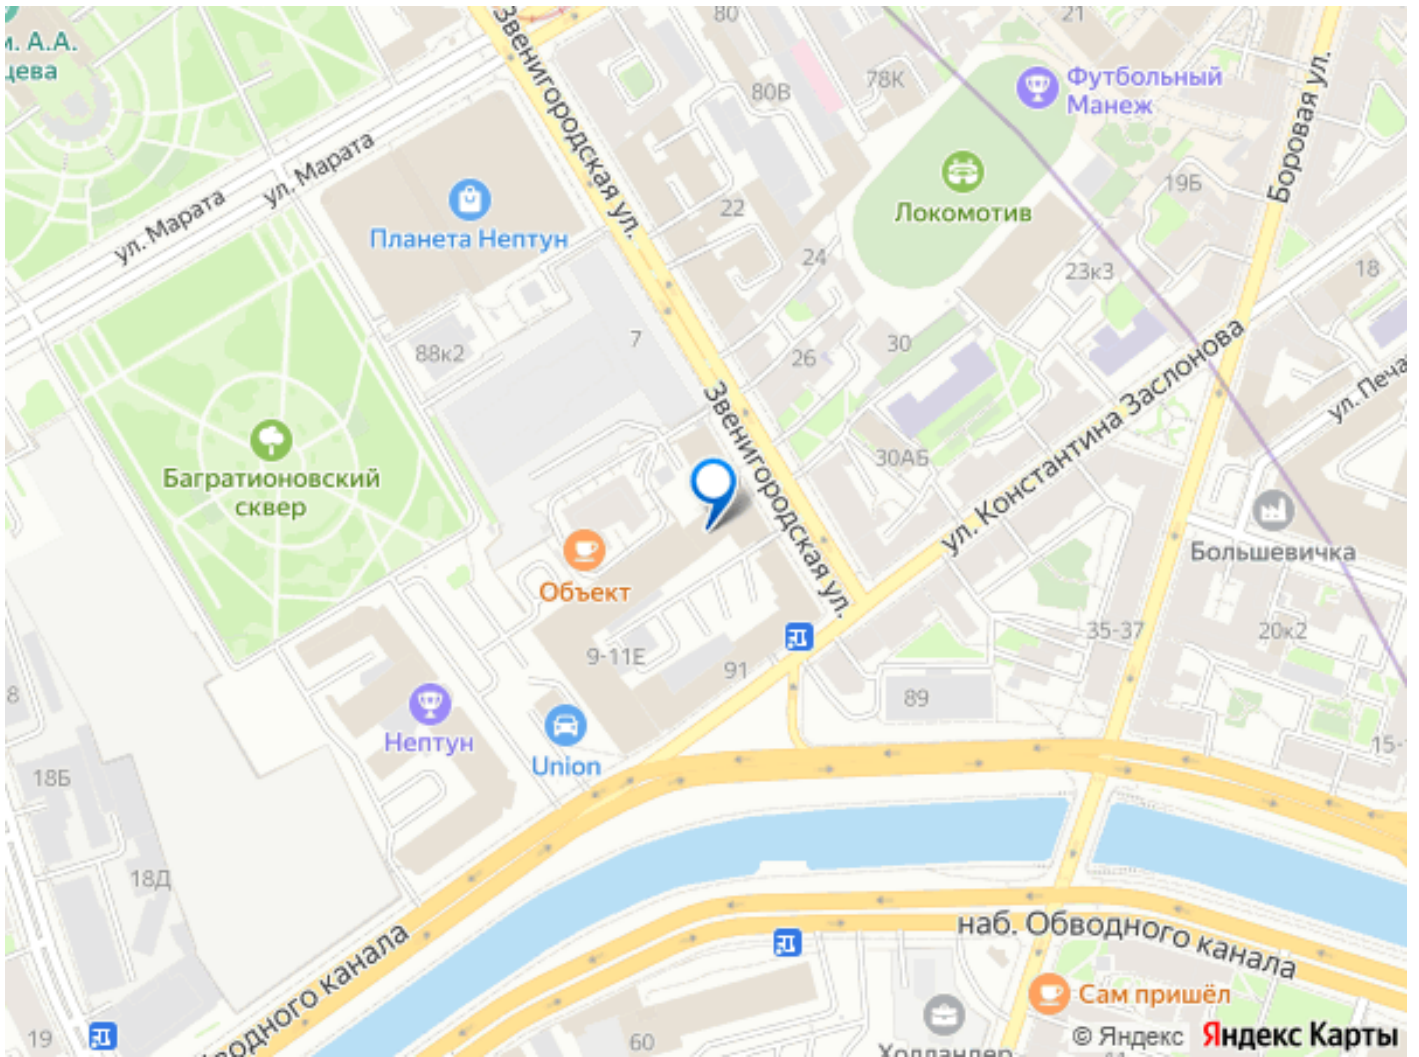 80
21
м. А.А.
цева
Звенигородская ул.
80В
78К
Футбольный
Манеж
Боровая ул.
ул. Марата
ул. Марата
19Б
Локомотив
22
Планета Нептун
24
23к3
18
7
88к2
26
30
ул. Константина Заслонова
ул. Печа
Звенигородская ул.
Багратионовский
сквер
30АБ
Большевичка
Объект
35-37
20к2
9-11Е
91
89
8
Нептун
Union
15-1
18Б
18Д
водного канала
наб. Обводного канала
Сам пришёл
19
60
Холландер
© Яндекс Яндекс Карты